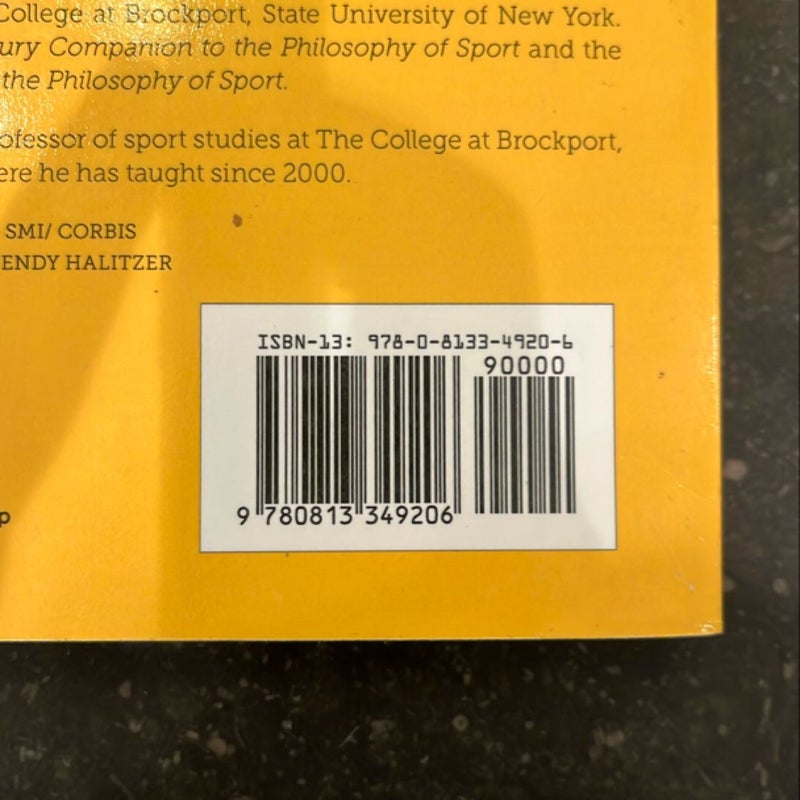 College at Brockport, State University of New York.
ury Companion to the Philosophy of Sport and the
the Philosophy of Sport.
ofessor of sport studies at The College at Brockport,
ere he has taught since 2000.
SMI/ CORBIS
ENDY HALITZER
ISBN-13: 978-0-8133-4920-6
90000
9 780813 349206
p